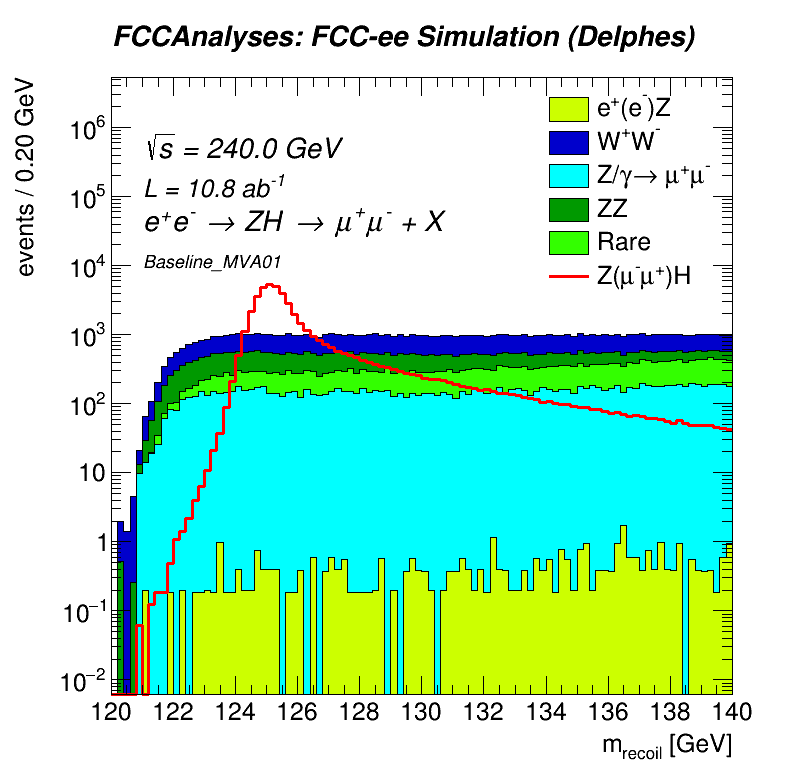 FCCAnalyses: FCC-ee Simulation (Delphes)
events / 0.20 GeV
√s = 240.0 GeV
L = 10.8 ab⁻¹
e⁺e⁻ → ZH → μ⁺μ⁻ + X
Baseline_MVA01
e⁺(e⁻)Z
W⁺W⁻
Z/γ→ μ⁺μ⁻
ZZ
Rare
Z(μ⁻μ⁺)H
10⁶
10⁵
10⁴
10³
10²
10
1
10⁻¹
10⁻²
120 122 124 126 128 130 132 134 136 138 140
m_recoil [GeV]